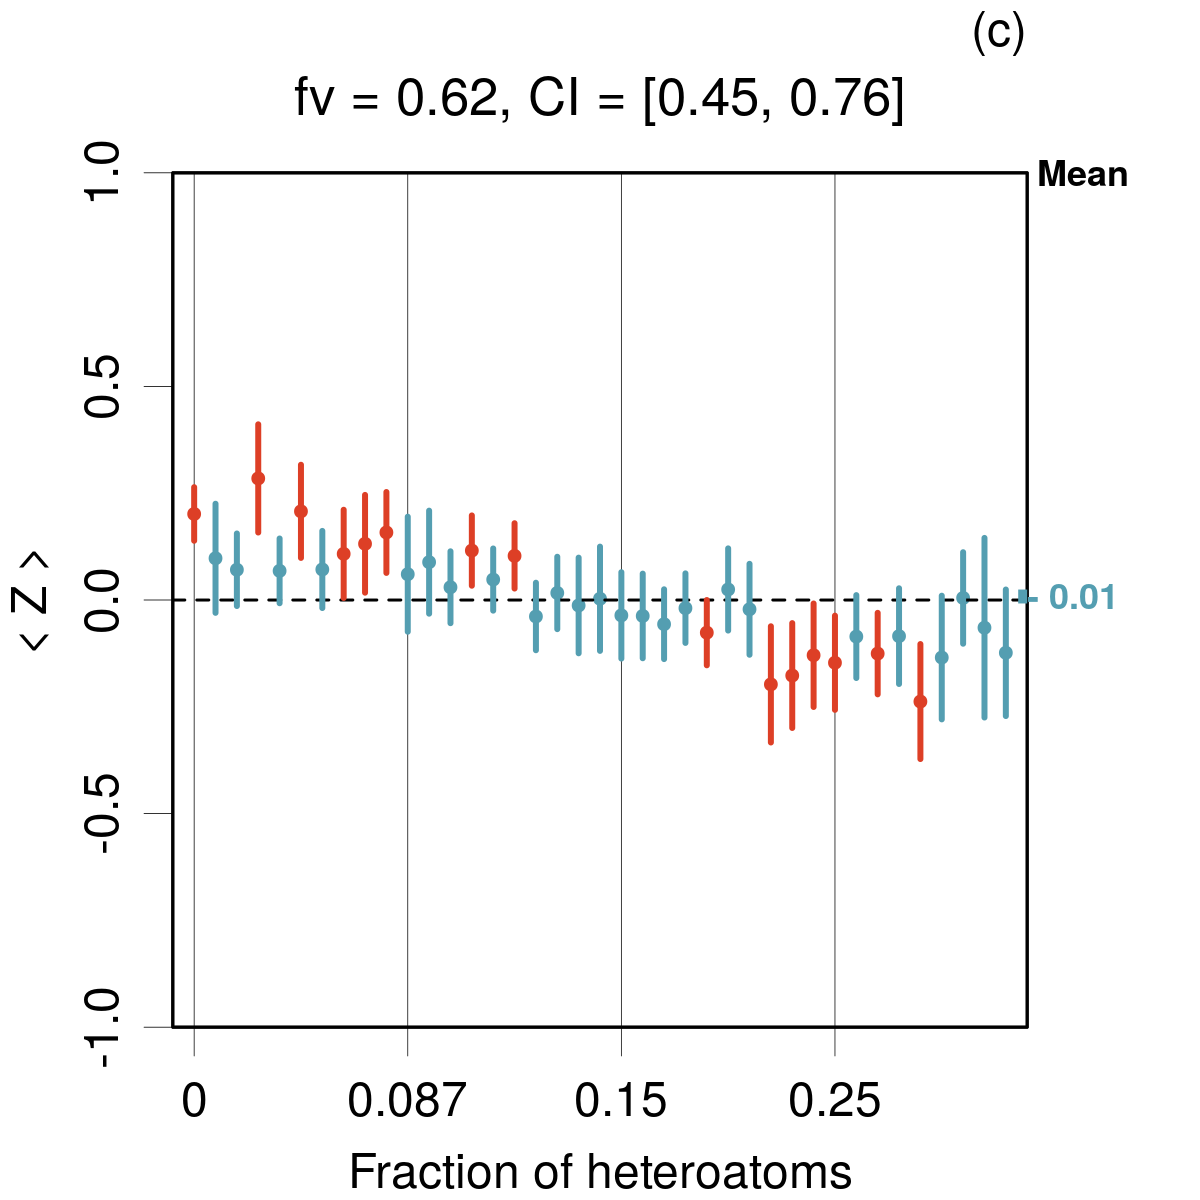 (c)
fv = 0.62, CI = [0.45, 0.76]
Mean
1.0
0.5
0.0
-0.5
-1.0
< Z >
0.01
0 0.087 0.15 0.25
Fraction of heteroatoms